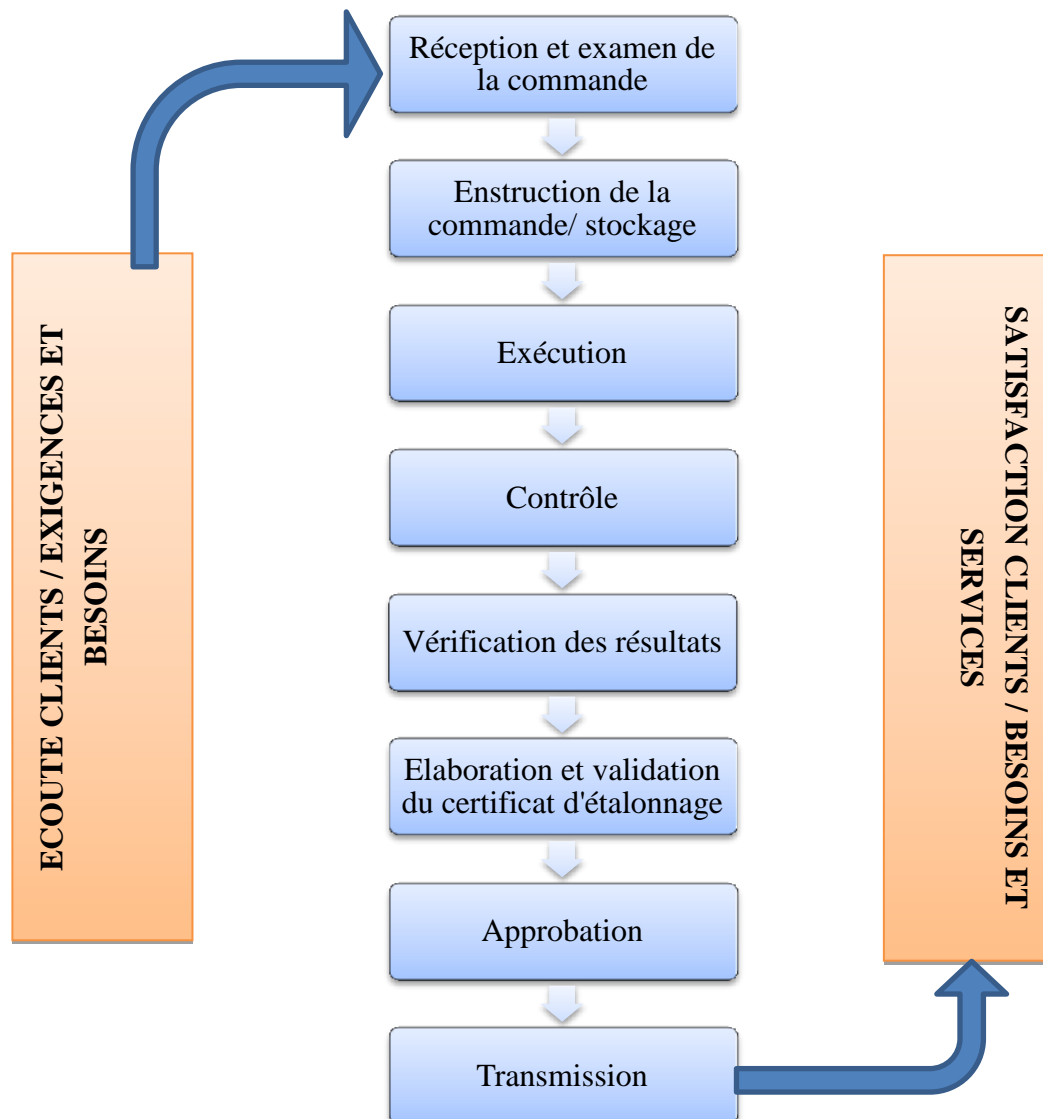 Réception et examen de
la commande
Enstruction de la
commande/ stockage
Exécution
Contrôle
Vérification des résultats
Elaboration et validation
du certificat d'étalonnage
Approbation
Transmission
ECOUTE CLIENTS / EXIGENCES ET
BESOINS
SATISFACTION CLIENTS / BESOINS ET
SERVICES